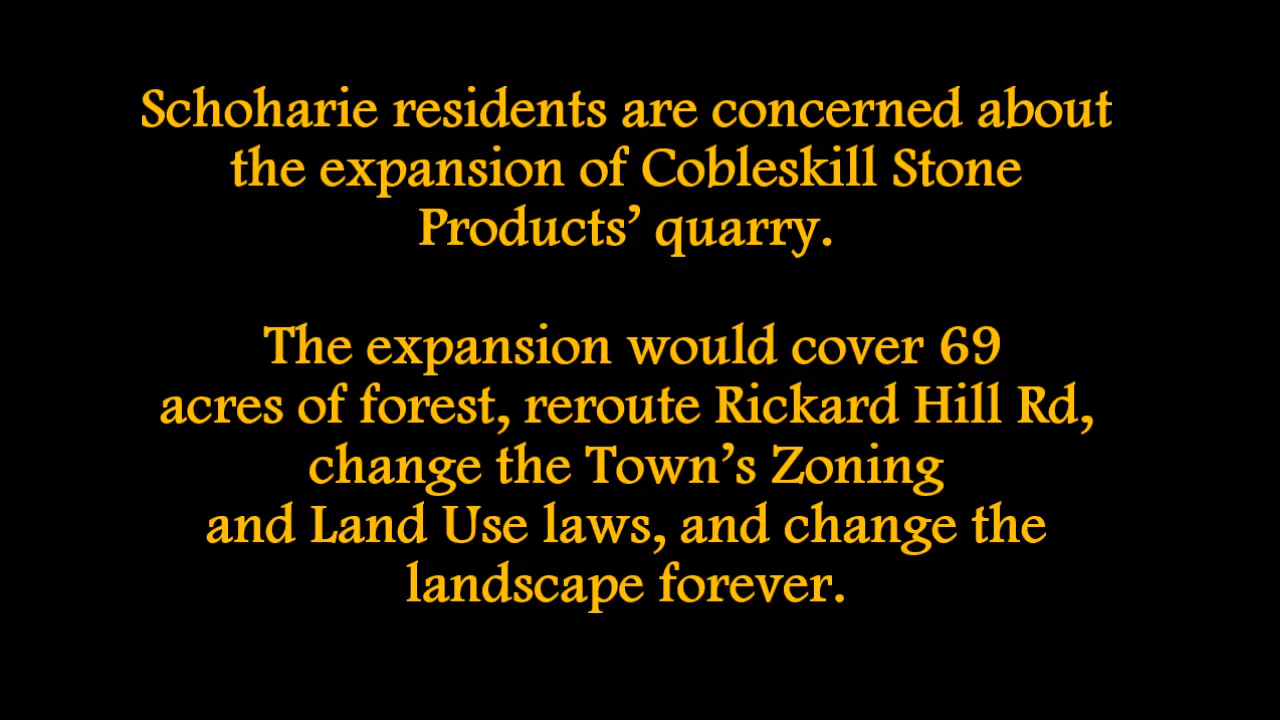 Schoharie residents are concerned about
the expansion of Cobleskill Stone
Products’ quarry.
The expansion would cover 69
acres of forest, reroute Rickard Hill Rd,
change the Town’s Zoning
and Land Use laws, and change the
landscape forever.